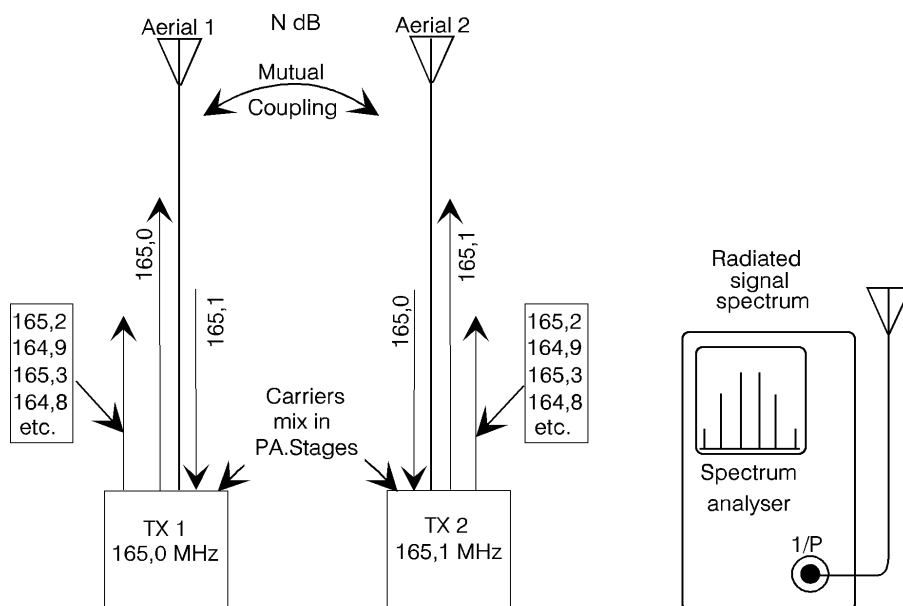 Aerial 1
N dB
Aerial 2
Mutual
Coupling
165,0
165,1
165,0
165,1
165,2
164,9
165,3
164,8
etc.
Carriers
mix in
PA.Stages
165,2
164,9
165,3
164,8
etc.
TX 1
165,0 MHz
TX 2
165,1 MHz
Radiated
signal
spectrum
Spectrum
analyser
1/P